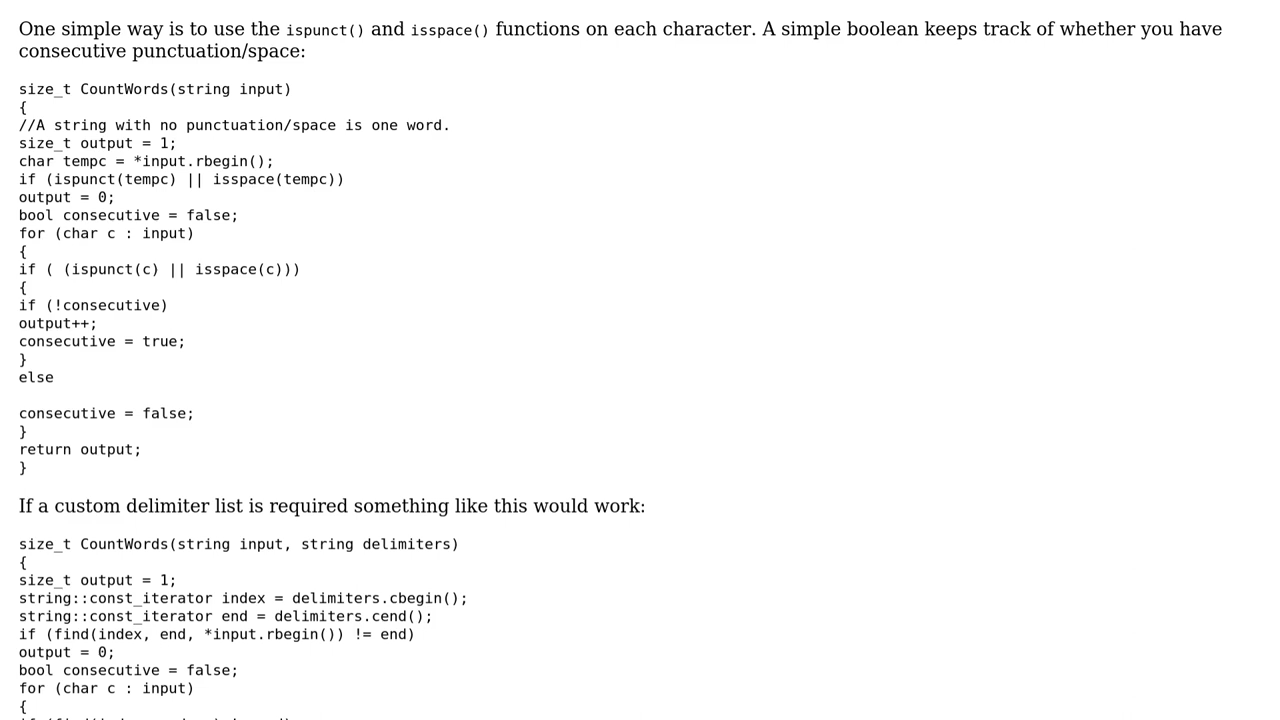 One simple way is to use the ispunct() and isspace() functions on each character. A simple boolean keeps track of whether you have
consecutive punctuation/space:
size_t CountWords(string input)
{
//A string with no punctuation/space is one word.
size_t output = 1;
char tempc = *input.rbegin();
if (ispunct(tempc) || isspace(tempc))
output = 0;
bool consecutive = false;
for (char c : input)
{
if ( (ispunct(c) || isspace(c)))
{
if (!consecutive)
output++;
consecutive = true;
}
else
consecutive = false;
}
return output;
}
If a custom delimiter list is required something like this would work:
size_t CountWords(string input, string delimiters)
{
size_t output = 1;
string::const_iterator index = delimiters.cbegin();
string::const_iterator end = delimiters.cend();
if (find(index, end, *input.rbegin()) != end)
output = 0;
bool consecutive = false;
for (char c : input)
{